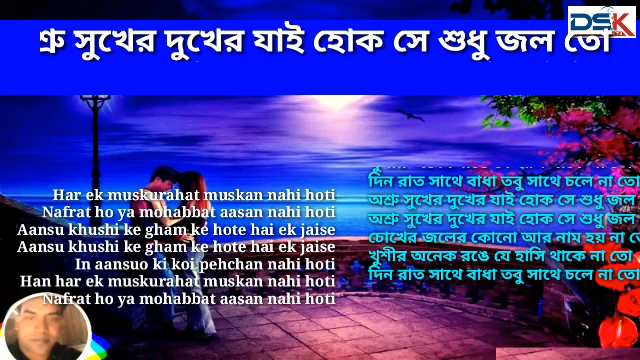 শ্রু সুখের দুখের যাই হোক সে শুধু জল তো
DSK
Har ek muskurahat muskan nahi hoti
Nafrat ho ya mohabbat aasan nahi hoti
Aansu khushi ke gham ke hote hai ek jaise
Aansu khushi ke gham ke hote hai ek jaise
In aansuo ki koi pehchan nahi hoti
Han har ek muskurahat muskan nahi hoti
Nafrat ho ya mohabbat aasan nahi hoti
দিন রাত সাথে বাধা তবু সাথে চলে না তো
অশ্রু সুখের দুখের যাই হোক সে শুধু জল
অশ্রু সুখের দুখের যাই হোক সে শুধু জল
চোখের জলের কোনো আর নাম হয় না
খুশীর অনেক রঙে যে হাসি থাকে না তো
দিন রাত সাথে বাধা তবু সাথে চলে না তো